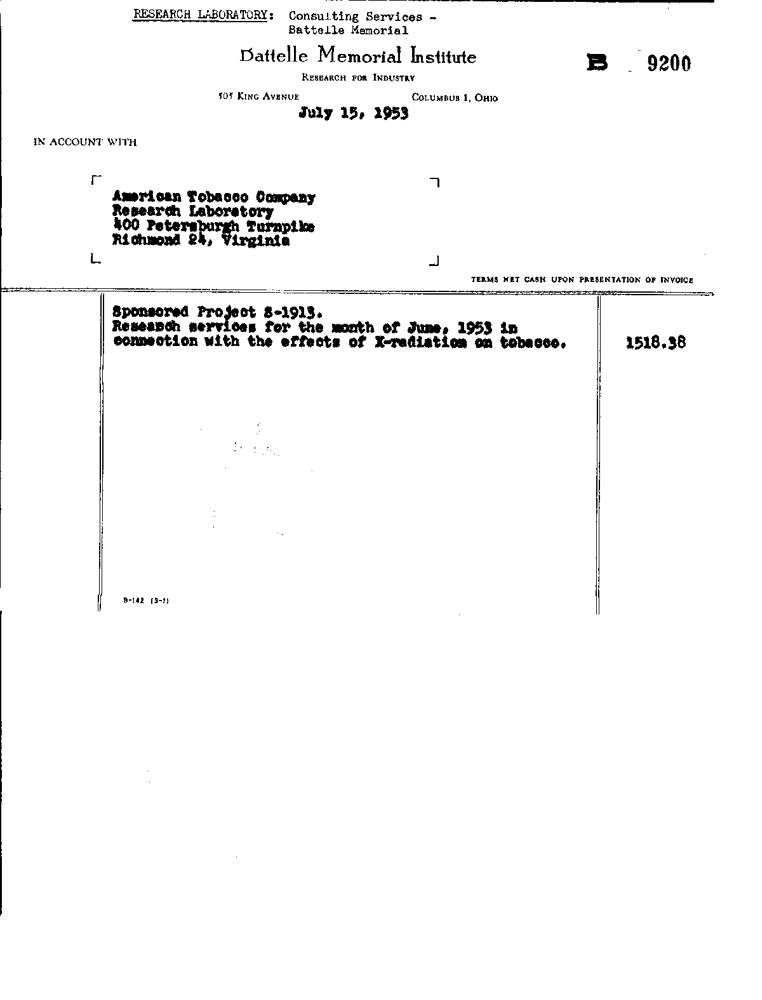 RESEARCH LABORATORY: Consulting Services -
Battelle Memorial
Battelle Memorial Institute
RESEARCH FOR INDUSTRY
B 9200
505 KING AVENUE COLUMBUS 1, OHIO
July 15, 1953
IN ACCOUNT WITH
American Tobacco Company
Research Laboratory
400 Petersburgh Turnpike
Richmond 24, Virginia
TERMS NET CASH UPON PRESENTATION OF INVOICE
Sponsored Project S-1913.
Research services for the month of June, 1953 in
connection with the effects of X-radiation on tobacco. 1518.38
B-142 (3-1)